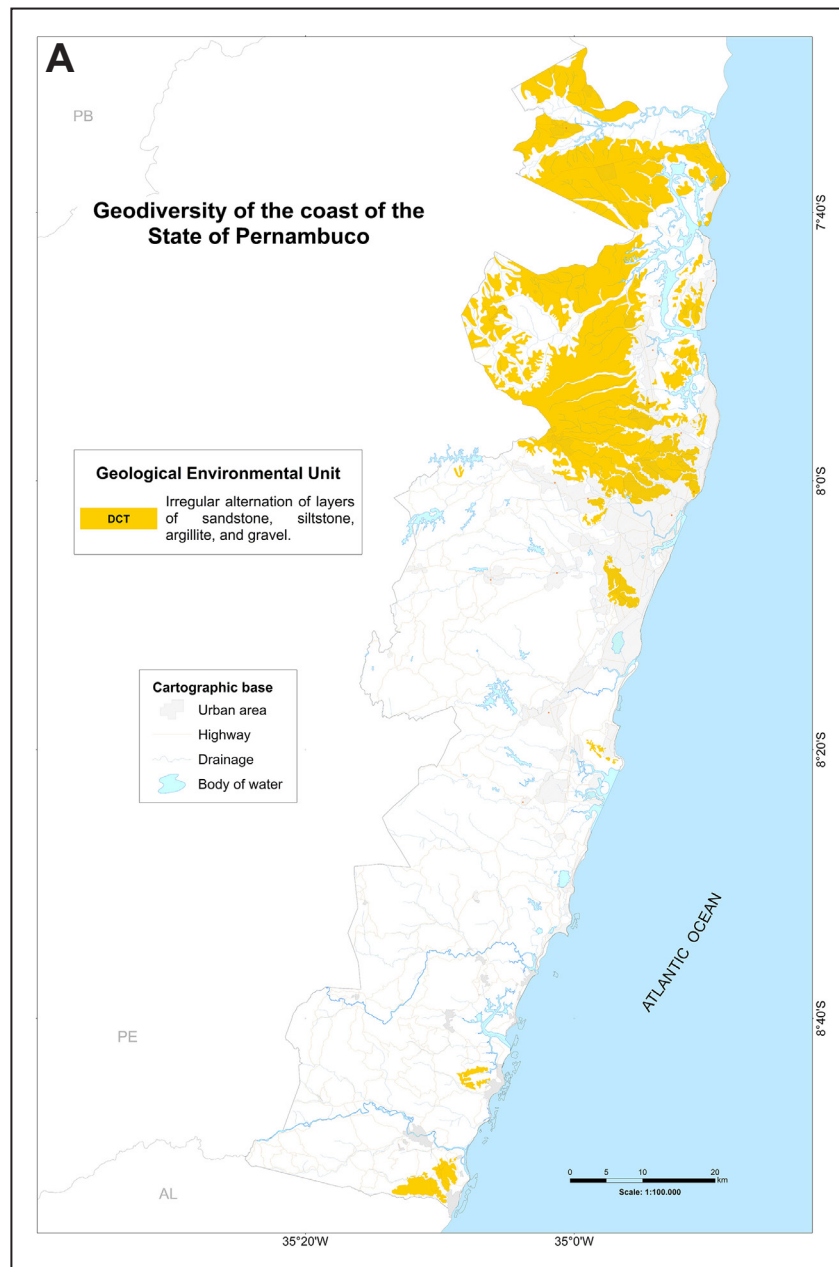 A
PB
Geodiversity of the coast of the
State of Pernambuco
7°40'S
Geological Environmental Unit
DCT
Irregular alternation of layers
of sandstone, siltstone,
argillite, and gravel.
8°0'S
Cartographic base
Urban area
Highway
Drainage
Body of water
8°20'S
ATLANTIC OCEAN
8°40'S
PE
AL
0 5 10 20
km
Scale: 1:100.000
35°20'W
35°0'W